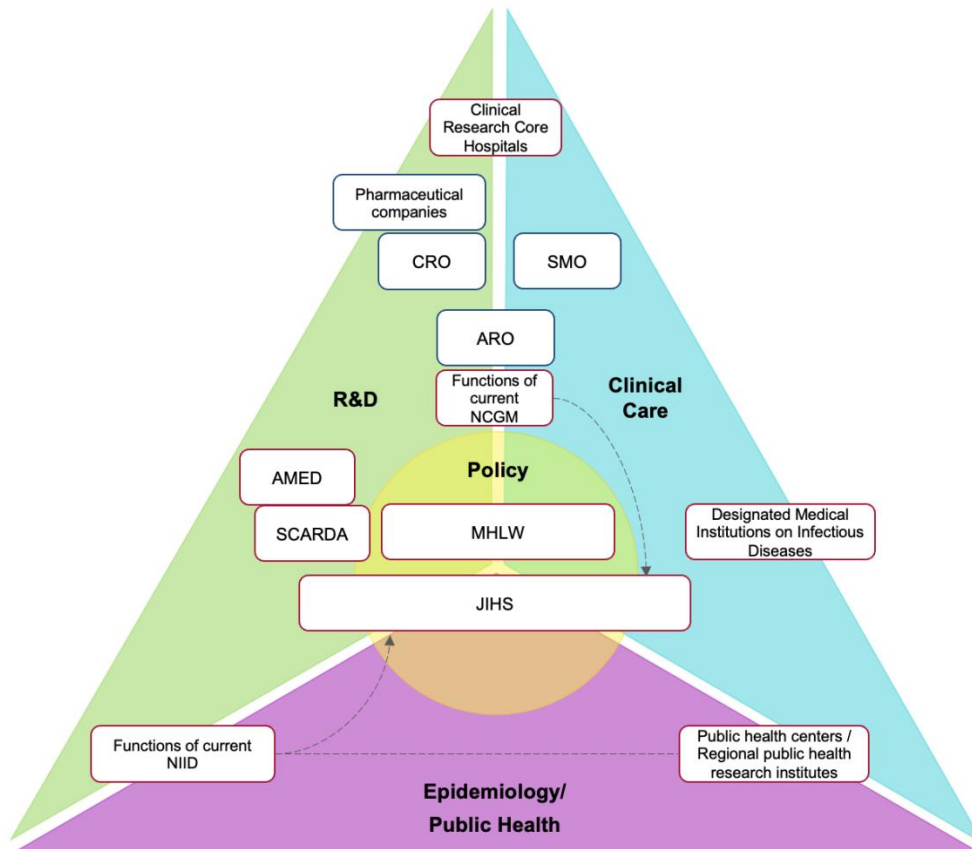 Clinical
Research Core
Hospitals
Pharmaceutical
companies
CRO
SMO
ARO
Functions of
current
NCGM
R&D
Clinical
Care
Policy
AMED
SCARDA
MHLW
Designated Medical
Institutions on Infectious
Diseases
JIHS
Functions of current
NIID
Public health centers /
Regional public health
research institutes
Epidemiology/
Public Health